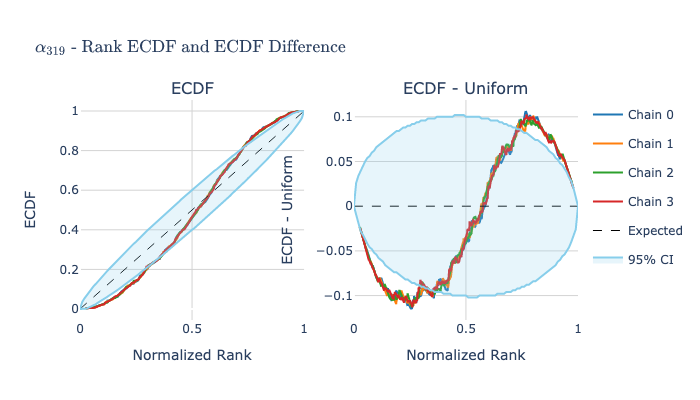 α₃₁₉ - Rank ECDF and ECDF Difference
ECDF
ECDF - Uniform
ECDF
1
0.8
0.6
0.4
0.2
0
0
0.5
1
Normalized Rank
ECDF - Uniform
0.1
0.05
0
−0.05
−0.1
0
0.5
1
Normalized Rank
Chain 0
Chain 1
Chain 2
Chain 3
Expected
95% CI